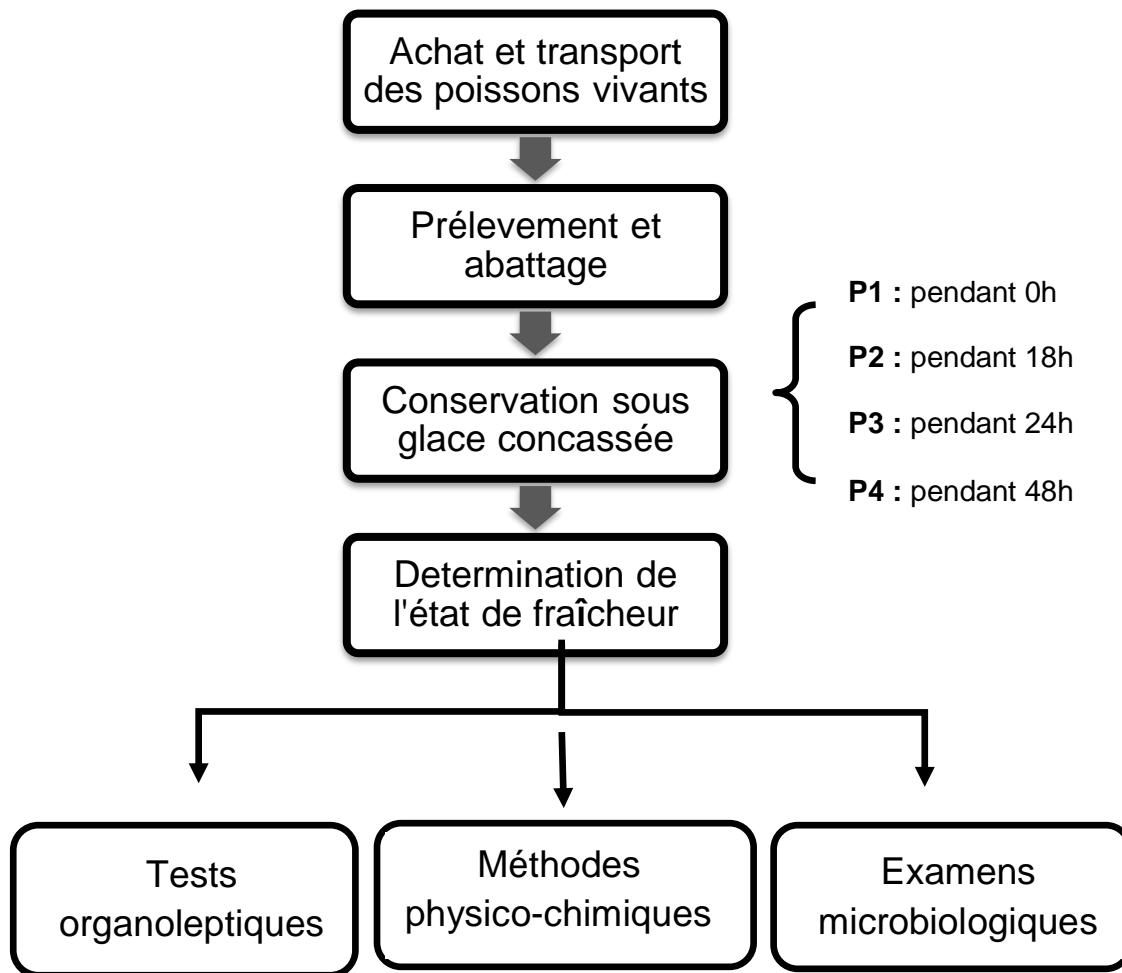 Achat et transport
des poissons vivants
Prélevement et
abattage
P1 : pendant 0h
P2 : pendant 18h
Conservation sous
glace concassée
P3 : pendant 24h
P4 : pendant 48h
Determination de
l'état de fraîcheur
Tests
organoleptiques
Méthodes
physico-chimiques
Examens
microbiologiques